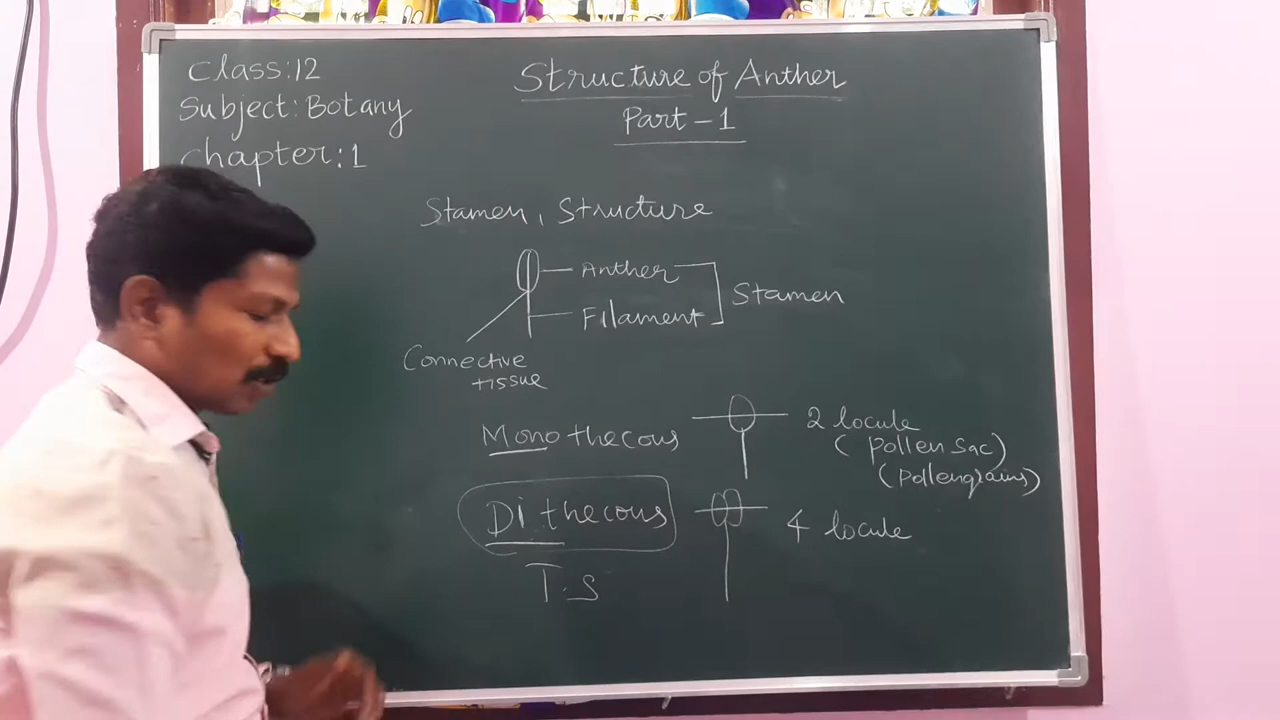 Class:12
Subject: Botany
Chapter:1
Structure of Anther
Part-1
Stamen, Structure
Anther
Filament
Stamen
Connective
tissue
Monothecous
2 locule
(pollen sac)
(pollengrains)
Dithecous
4 locule
T.S